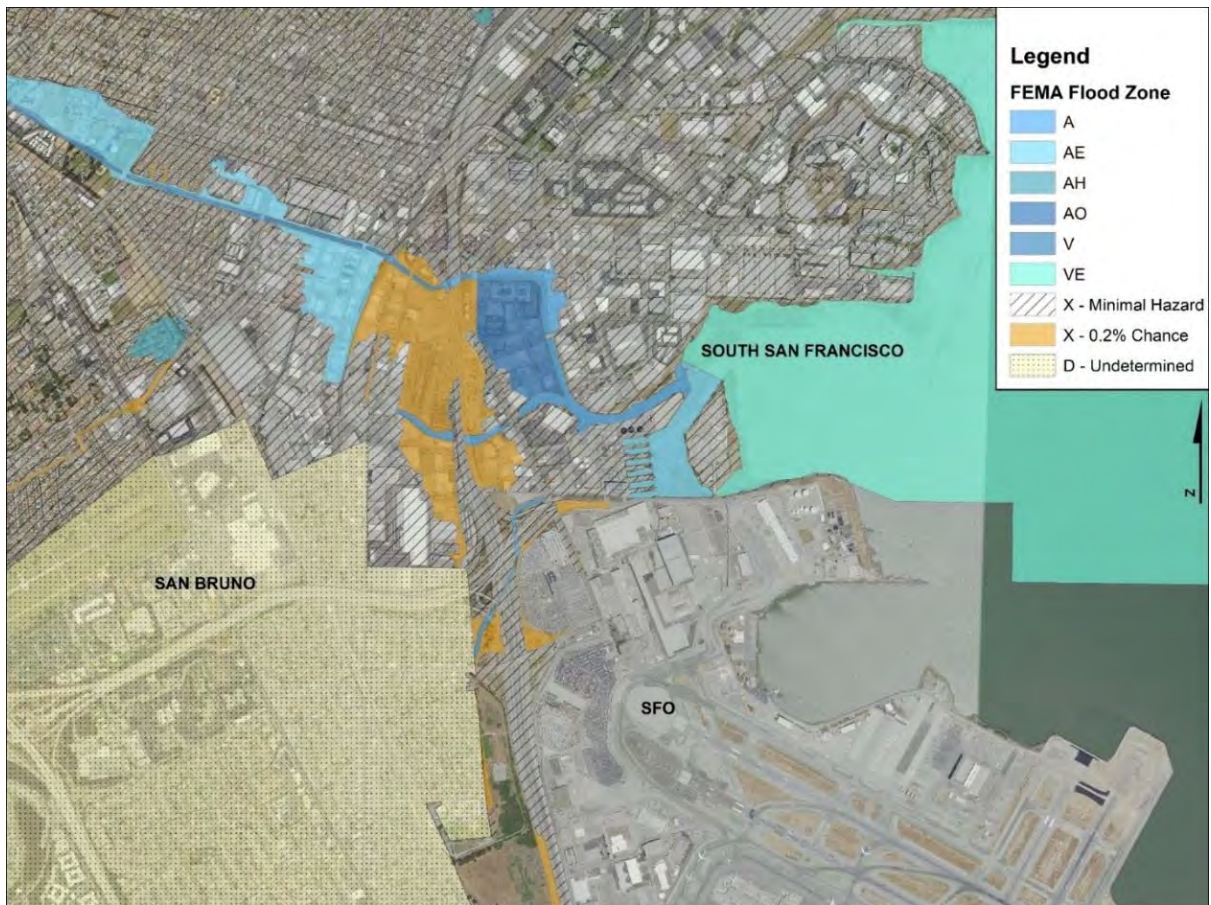 Legend
FEMA Flood Zone
A
AE
AH
AO
V
VE
X - Minimal Hazard
X - 0.2% Chance
D - Undetermined
SOUTH SAN FRANCISCO
N
SAN BRUNO
SFO